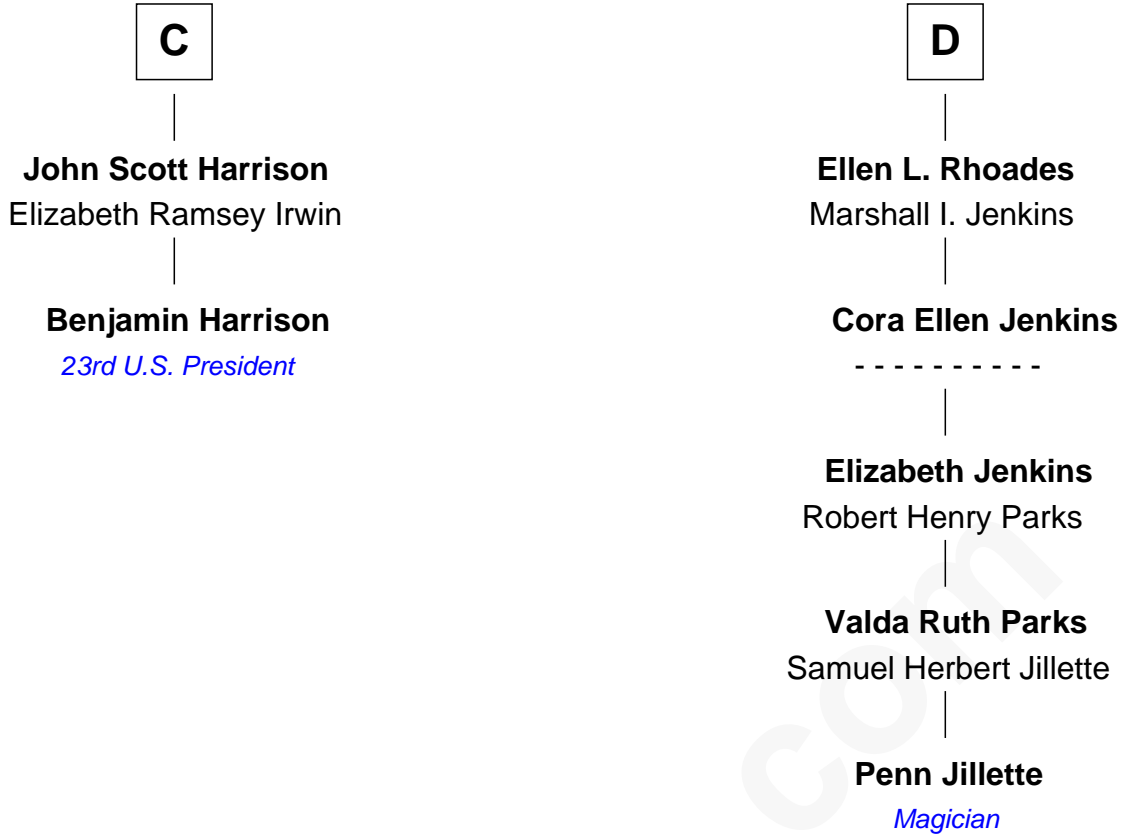 C
John Scott Harrison
Elizabeth Ramsey Irwin
Benjamin Harrison
23rd U.S. President
D
Ellen L. Rhoades
Marshall I. Jenkins
Cora Ellen Jenkins
- - - - - - - - - -
Elizabeth Jenkins
Robert Henry Parks
Valda Ruth Parks
Samuel Herbert Jillette
Penn Jillette
Magician
com